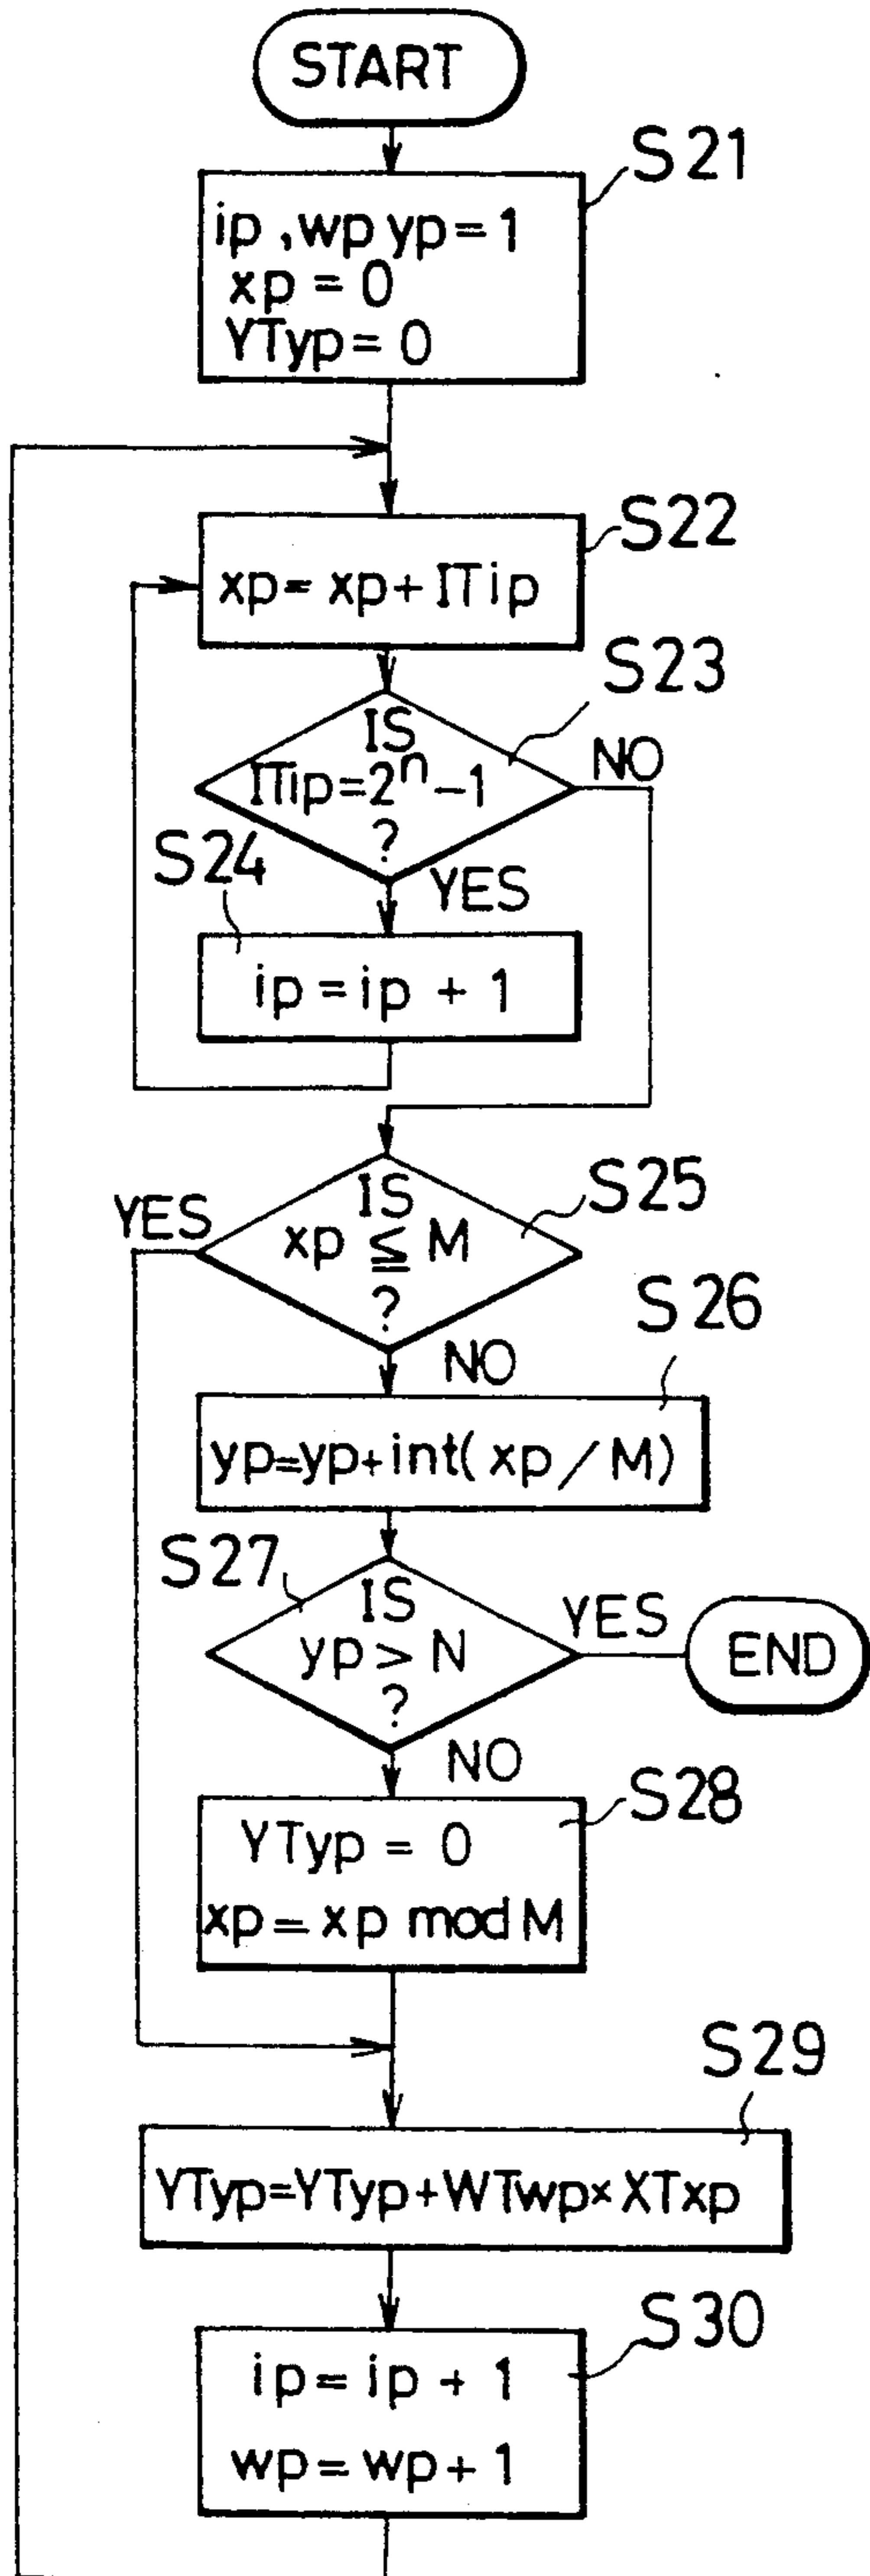 START
S21
ip , wp yp = 1
xp = 0
YTyp = 0
S22
xp = xp + ITip
S23
IS
ITip = 2^n - 1
?
NO
S24
YES
ip = ip + 1
S25
IS
xp ≦ M
?
YES
S26
NO
yp = yp + int( xp / M )
S27
IS
yp > N
?
YES
END
NO
S28
YTyp = 0
xp = xp mod M
S29
YTyp = YTyp + WTwp × XTxp
S30
ip = ip + 1
wp = wp + 1